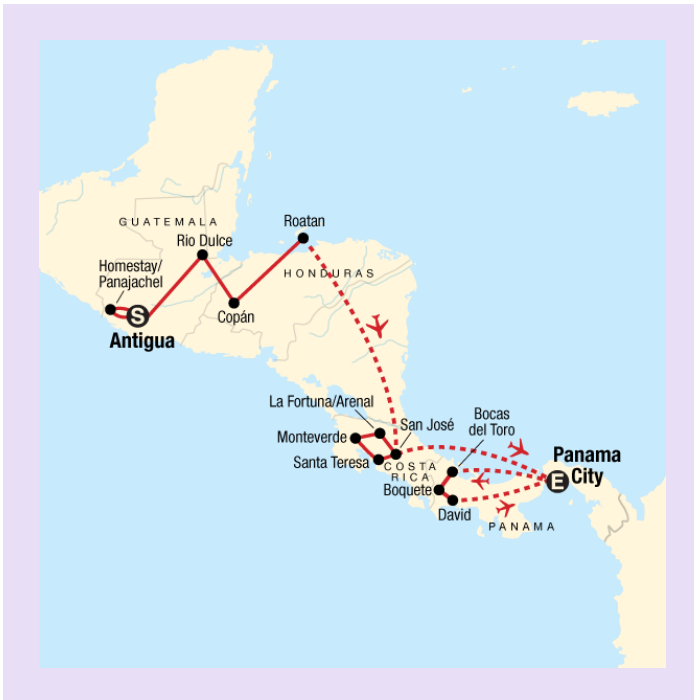 GUATEMALA
Rio Dulce
Roatan
Homestay/
Panajachel
HONDURAS
S
Antigua
Copán
La Fortuna/Arenal
San José
Bocas
del Toro
Monteverde
Santa Teresa
COSTA
RICA
Panama
City
E
Boquete
David
PANAMA